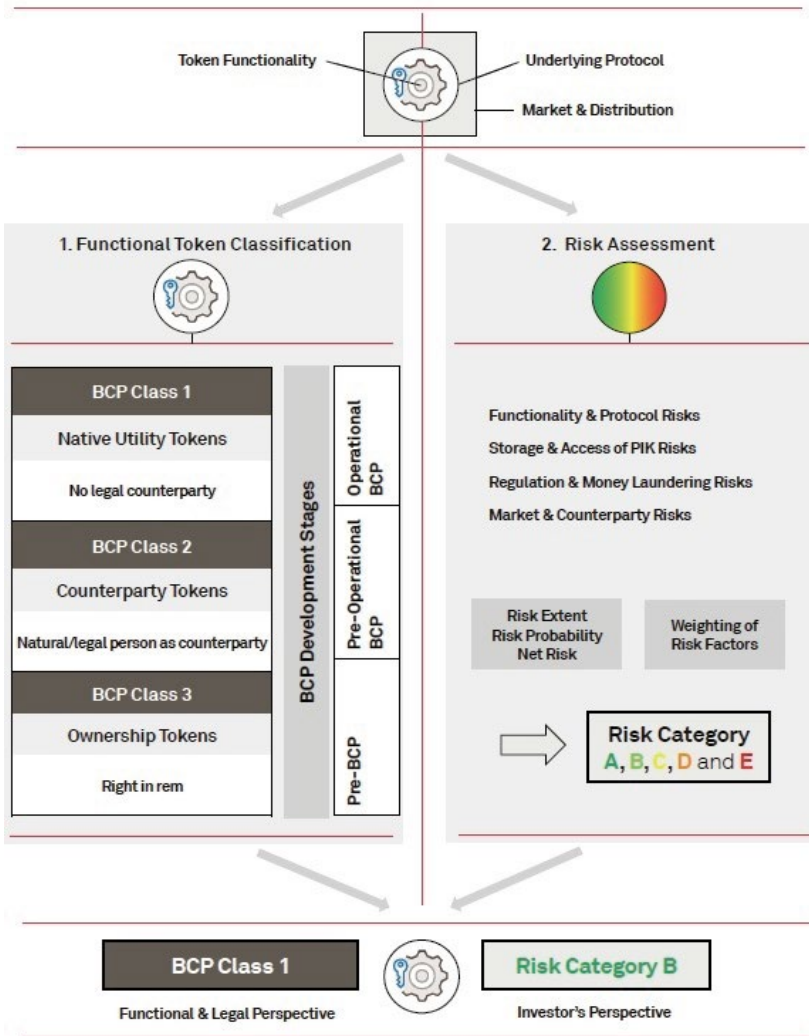 Token Functionality
Underlying Protocol
Market & Distribution
1. Functional Token Classification
BCP Class 1
Native Utility Tokens
No legal counterparty
BCP Class 2
Counterparty Tokens
Natural/legal person as counterparty
BCP Class 3
Ownership Tokens
Right in rem
BCP Development Stages
Operational
BCP
Pre-Operational
BCP
Pre-BCP
2. Risk Assessment
Functionality & Protocol Risks
Storage & Access of PIK Risks
Regulation & Money Laundering Risks
Market & Counterparty Risks
Risk Extent
Risk Probability
Net Risk
Weighting of
Risk Factors
Risk Category
A, B, C, D and E
BCP Class 1
Functional & Legal Perspective
Risk Category B
Investor's Perspective